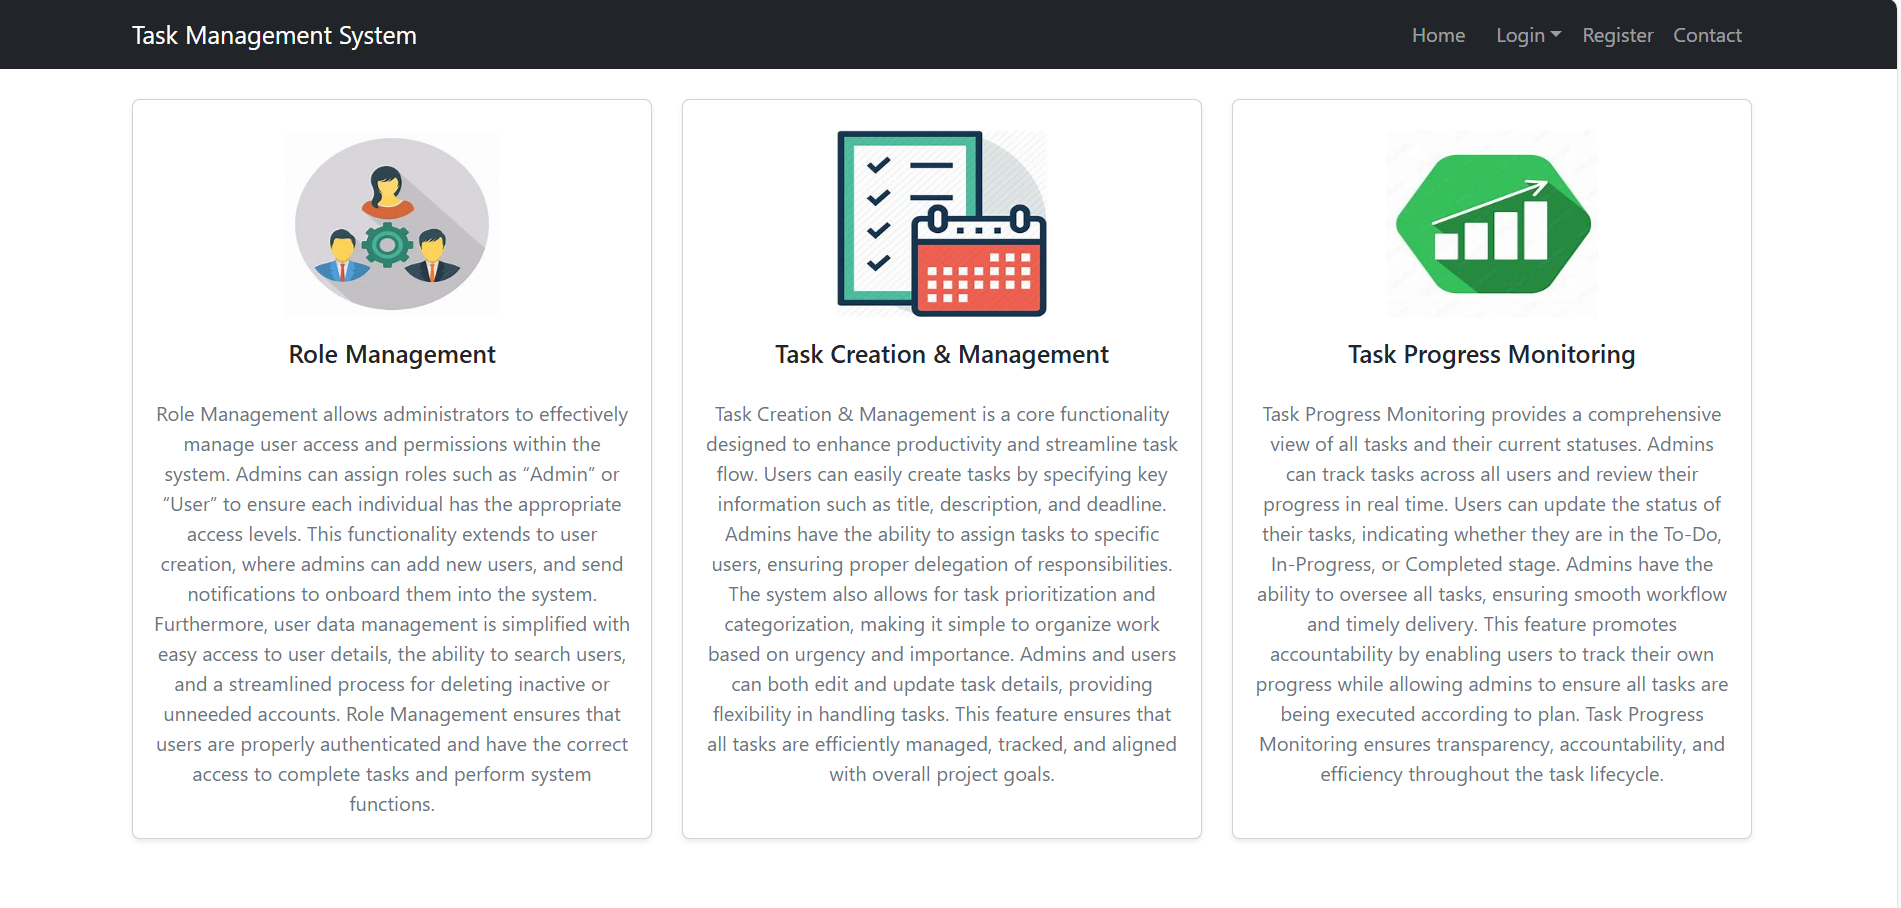 Task Management System
Home Login Register Contact
Role Management
Role Management allows administrators to effectively
manage user access and permissions within the
system. Admins can assign roles such as “Admin” or
“User” to ensure each individual has the appropriate
access levels. This functionality extends to user
creation, where admins can add new users, and send
notifications to onboard them into the system.
Furthermore, user data management is simplified with
easy access to user details, the ability to search users,
and a streamlined process for deleting inactive or
unneeded accounts. Role Management ensures that
users are properly authenticated and have the correct
access to complete tasks and perform system
functions.
Task Creation & Management
Task Creation & Management is a core functionality
designed to enhance productivity and streamline task
flow. Users can easily create tasks by specifying key
information such as title, description, and deadline.
Admins have the ability to assign tasks to specific
users, ensuring proper delegation of responsibilities.
The system also allows for task prioritization and
categorization, making it simple to organize work
based on urgency and importance. Admins and users
can both edit and update task details, providing
flexibility in handling tasks. This feature ensures that
all tasks are efficiently managed, tracked, and aligned
with overall project goals.
Task Progress Monitoring
Task Progress Monitoring provides a comprehensive
view of all tasks and their current statuses. Admins
can track tasks across all users and review their
progress in real time. Users can update the status of
their tasks, indicating whether they are in the To-Do,
In-Progress, or Completed stage. Admins have the
ability to oversee all tasks, ensuring smooth workflow
and timely delivery. This feature promotes
accountability by enabling users to track their own
progress while allowing admins to ensure all tasks are
being executed according to plan. Task Progress
Monitoring ensures transparency, accountability, and
efficiency throughout the task lifecycle.